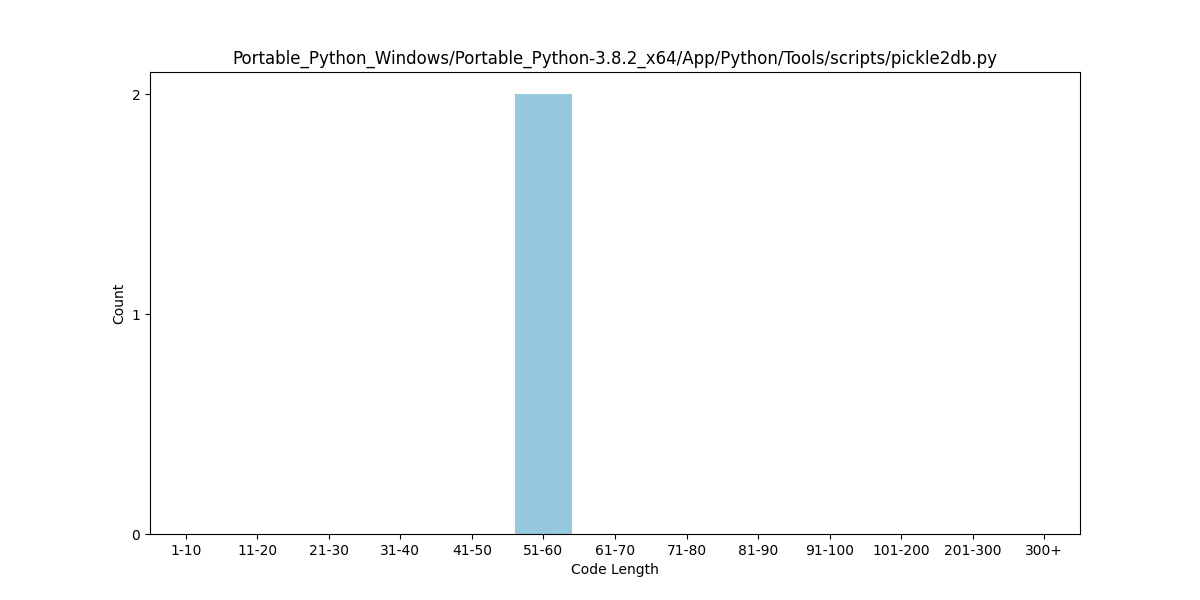 Portable_Python_Windows/Portable_Python-3.8.2_x64/App/Python/Tools/scripts/pickle2db.py
2
1
0
Count
1-10 11-20 21-30 31-40 41-50 51-60 61-70 71-80 81-90 91-100 101-200 201-300 300+
Code Length